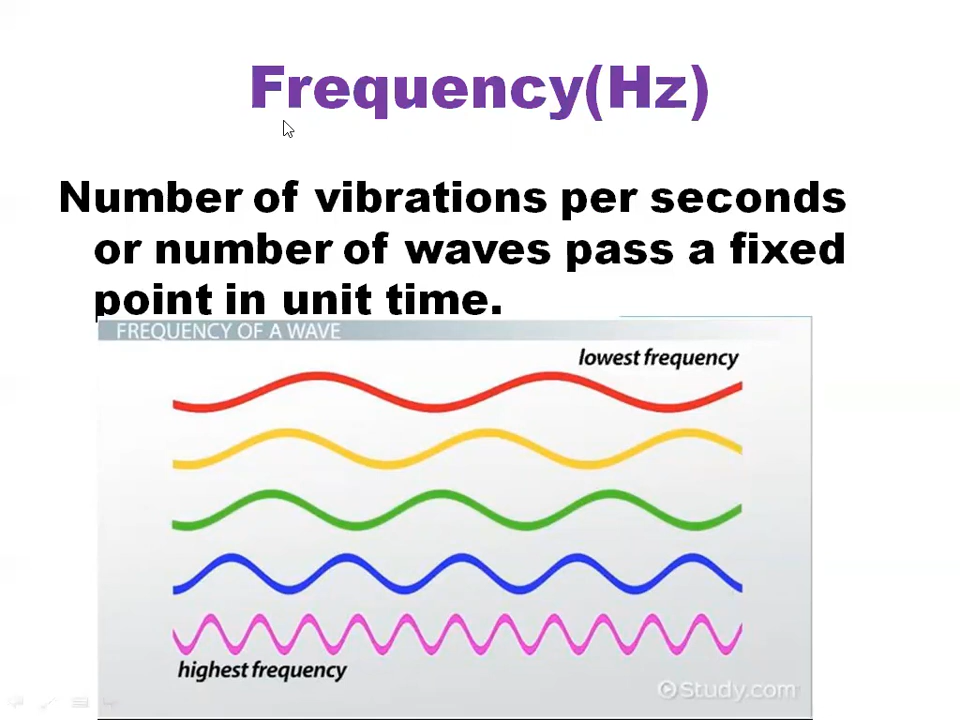 Frequency(Hz)
Number of vibrations per seconds
or number of waves pass a fixed
point in unit time.
FREQUENCY OF A WAVE
lowest frequency
highest frequency
Study.com